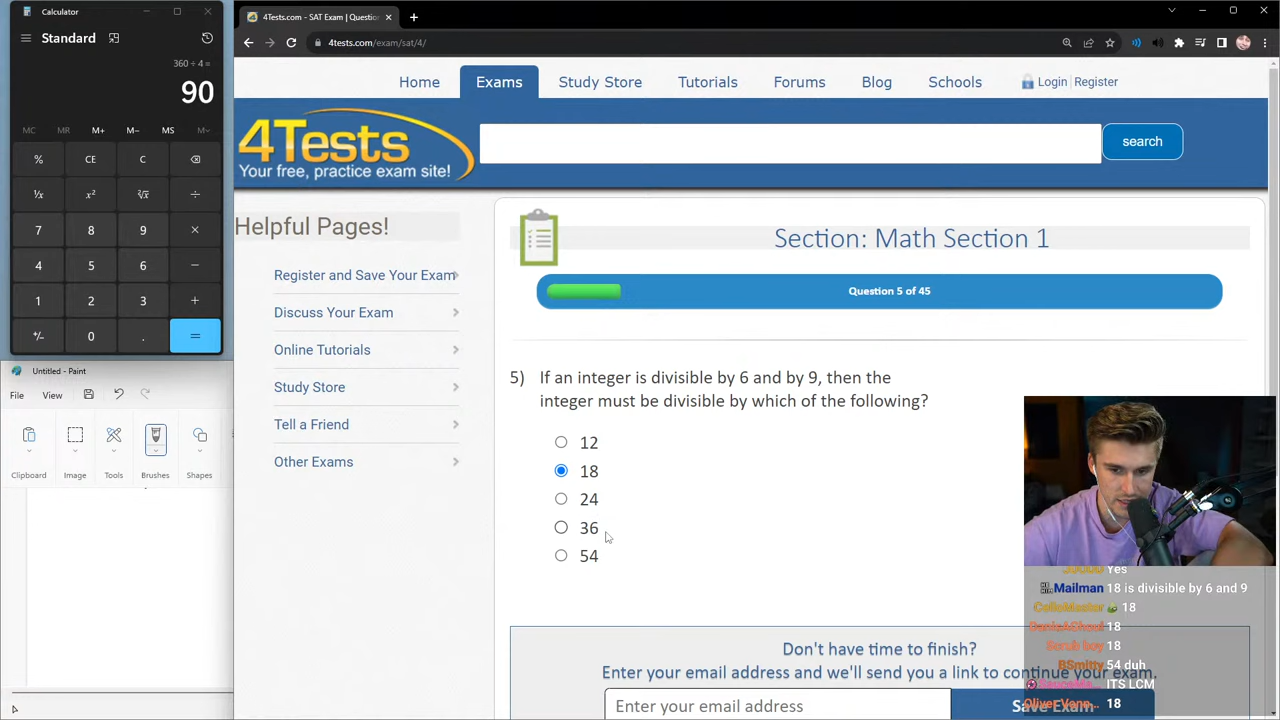 Calculator
4Tests.com - SAT Exam | Question
4tests.com/exam/sat/4/
Standard
360 ÷ 4 =
90
MC MR M+ M− MS M˅
% CE C
¹/x x² ²√x ÷
7 8 9 ×
4 5 6 −
1 2 3 +
+/− 0 . =
Home Exams Study Store Tutorials Forums Blog Schools Login | Register
4Tests
Your free, practice exam site!
search
Helpful Pages!
Register and Save Your Exam
Discuss Your Exam
Online Tutorials
Study Store
Tell a Friend
Other Exams
Section: Math Section 1
Question 5 of 45
5) If an integer is divisible by 6 and by 9, then the
integer must be divisible by which of the following?
12
18
24
36
54
Don't have time to finish?
Enter your email address and we'll send you a link to continue your exam.
Enter your email address
Save Exam
Untitled - Paint
File View
Clipboard Image Tools Brushes Shapes
Yes
Mailman 18 is divisible by 6 and 9
18
18
18
BSmitty 54 duh
ITS LCM
18